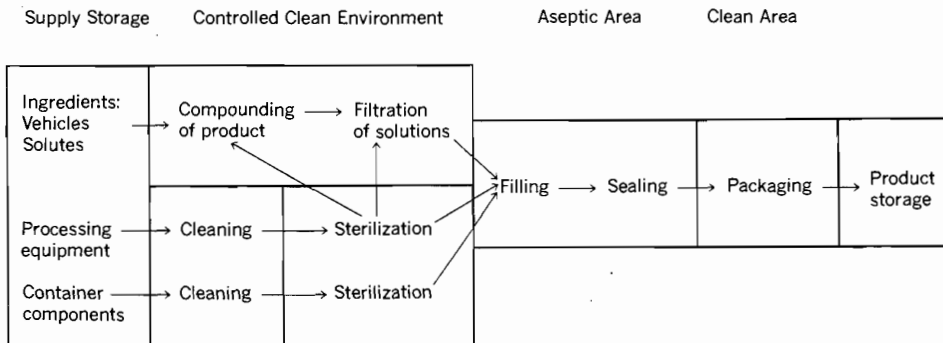 Supply Storage Controlled Clean Environment Aseptic Area Clean Area
Ingredients:
Vehicles
Solutes
Compounding
of product
Filtration
of solutions
Filling
Sealing
Packaging
Product
storage
Processing
equipment
Cleaning
Sterilization
Container
components
Cleaning
Sterilization